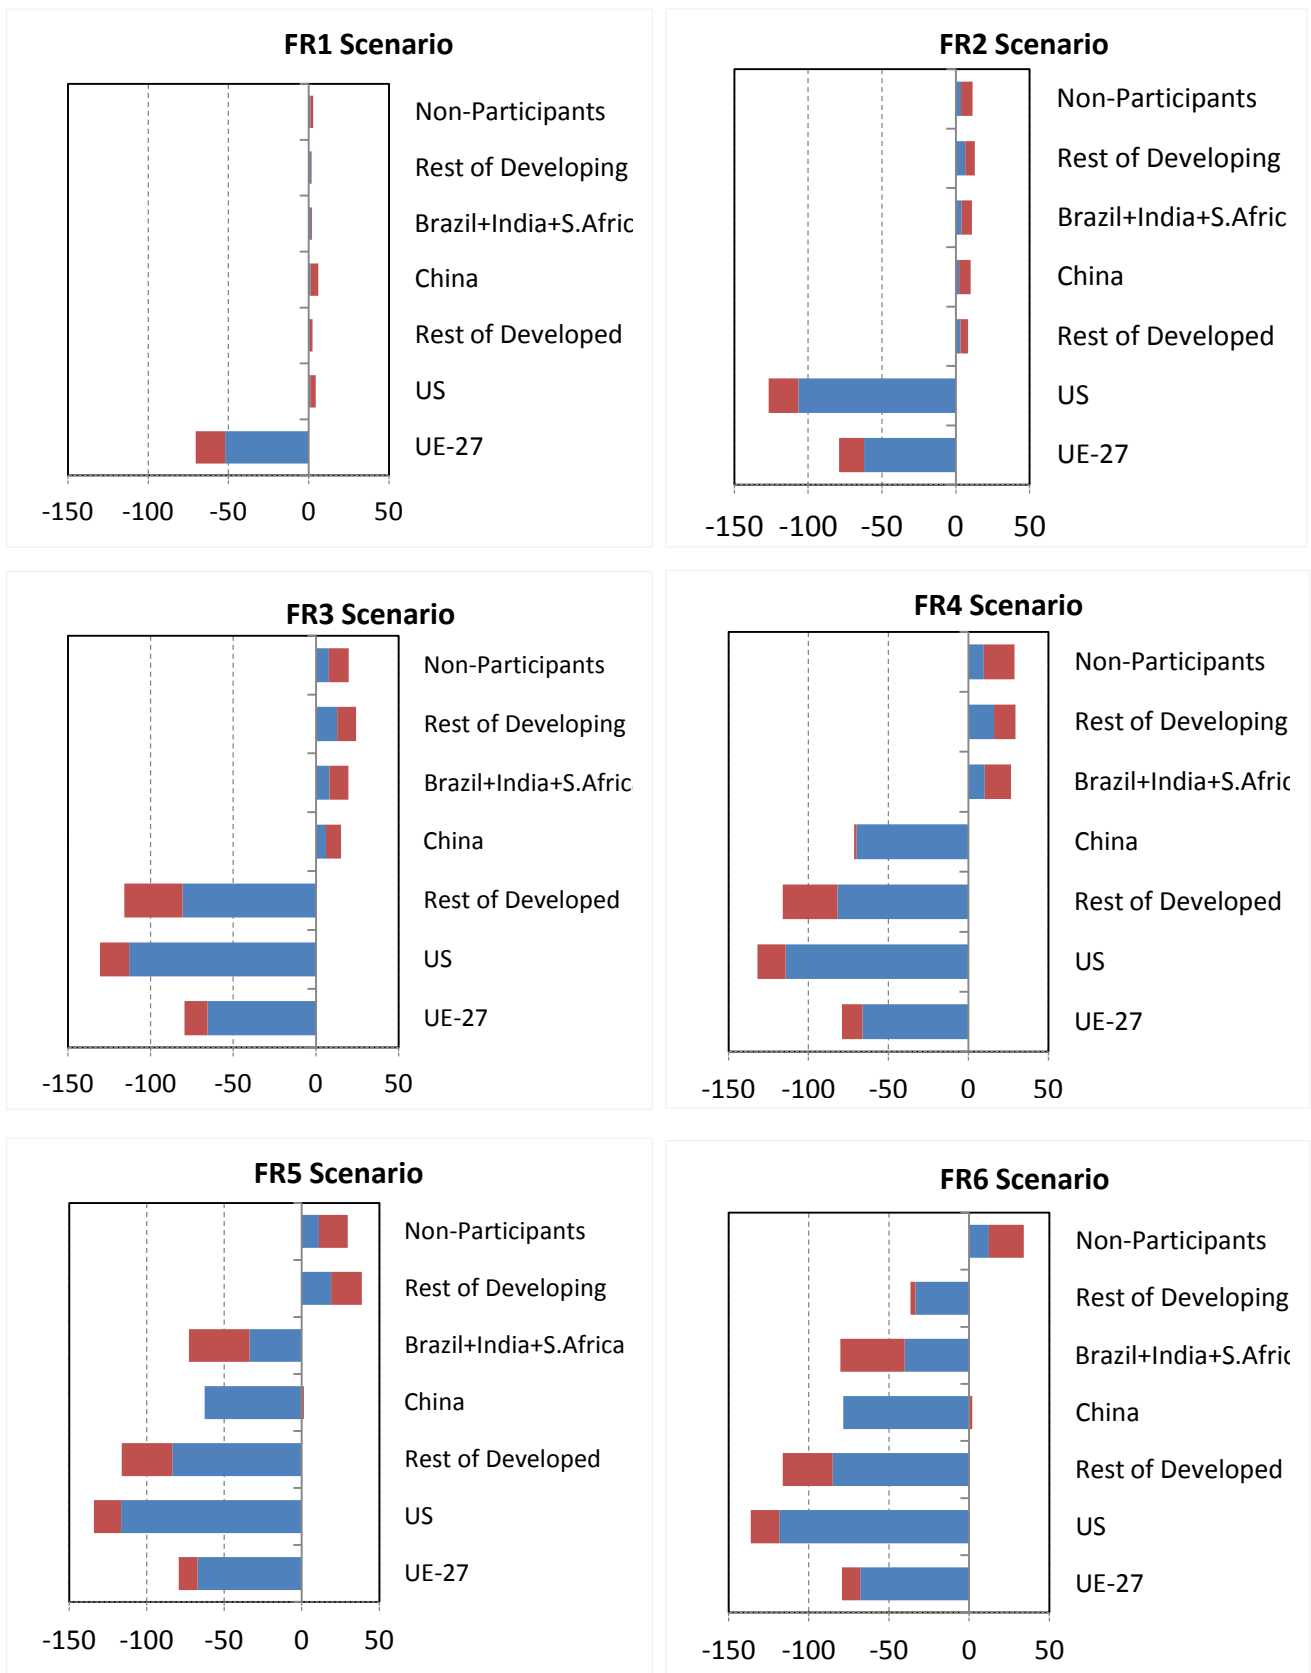 FR1 Scenario
Non-Participants
Rest of Developing
Brazil+India+S.Afric
China
Rest of Developed
US
UE-27
-150 -100 -50 0 50
FR2 Scenario
Non-Participants
Rest of Developing
Brazil+India+S.Afric
China
Rest of Developed
US
UE-27
-150 -100 -50 0 50
FR3 Scenario
Non-Participants
Rest of Developing
Brazil+India+S.Afric
China
Rest of Developed
US
UE-27
-150 -100 -50 0 50
FR4 Scenario
Non-Participants
Rest of Developing
Brazil+India+S.Afric
China
Rest of Developed
US
UE-27
-150 -100 -50 0 50
FR5 Scenario
Non-Participants
Rest of Developing
Brazil+India+S.Africa
China
Rest of Developed
US
UE-27
-150 -100 -50 0 50
FR6 Scenario
Non-Participants
Rest of Developing
Brazil+India+S.Afric
China
Rest of Developed
US
UE-27
-150 -100 -50 0 50